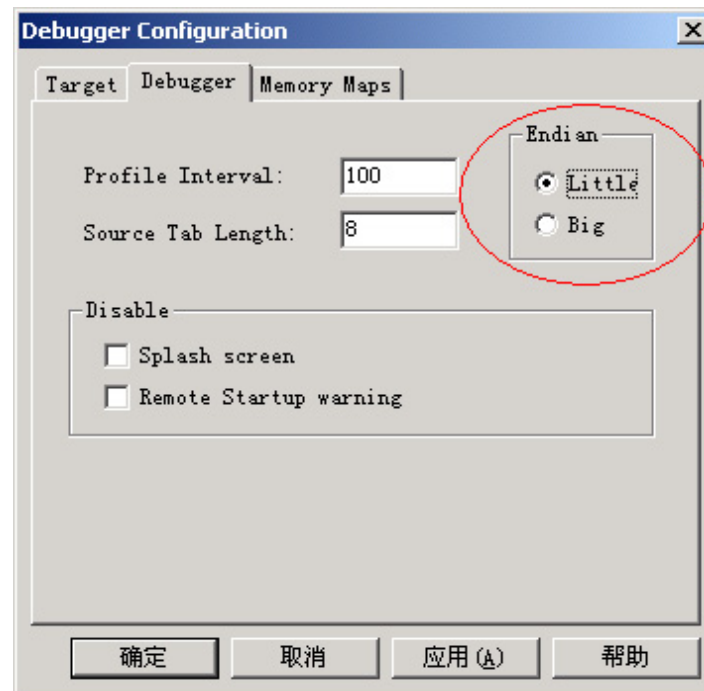 Debugger Configuration
Target Debugger Memory Maps
Endian
Profile Interval: 100
Little
Source Tab Length: 8
Big
Disable
Splash screen
Remote Startup warning
确定 取消 应用(A) 帮助